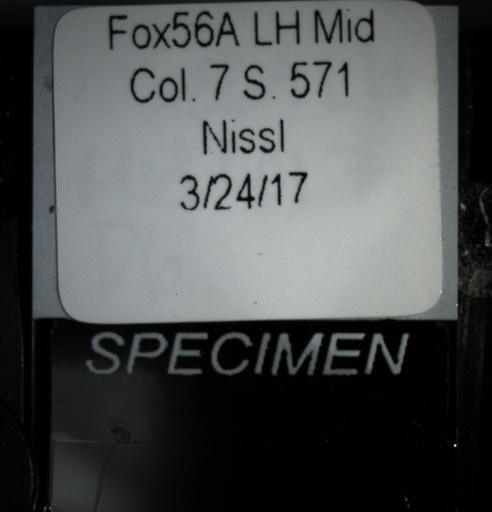 Fox56A LH Mid
Col. 7 S. 571
Nissl
3/24/17
SPECIMEN